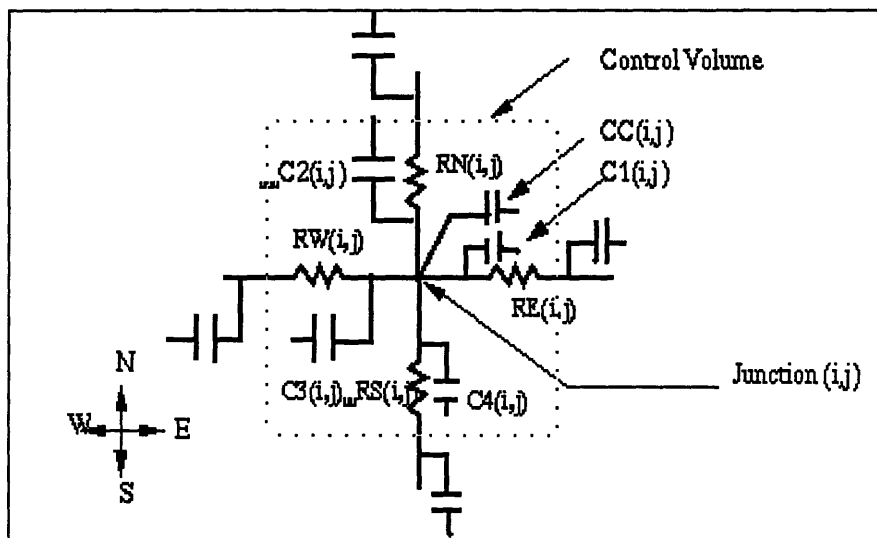 Control Volume
CC(i,j)
C1(i,j)
C2(i,j)
RN(i,j)
RW(i,j)
RE(i,j)
C3(i,j)
RS(i,j)
C4(i,j)
Junction (i,j)
N
W
E
S